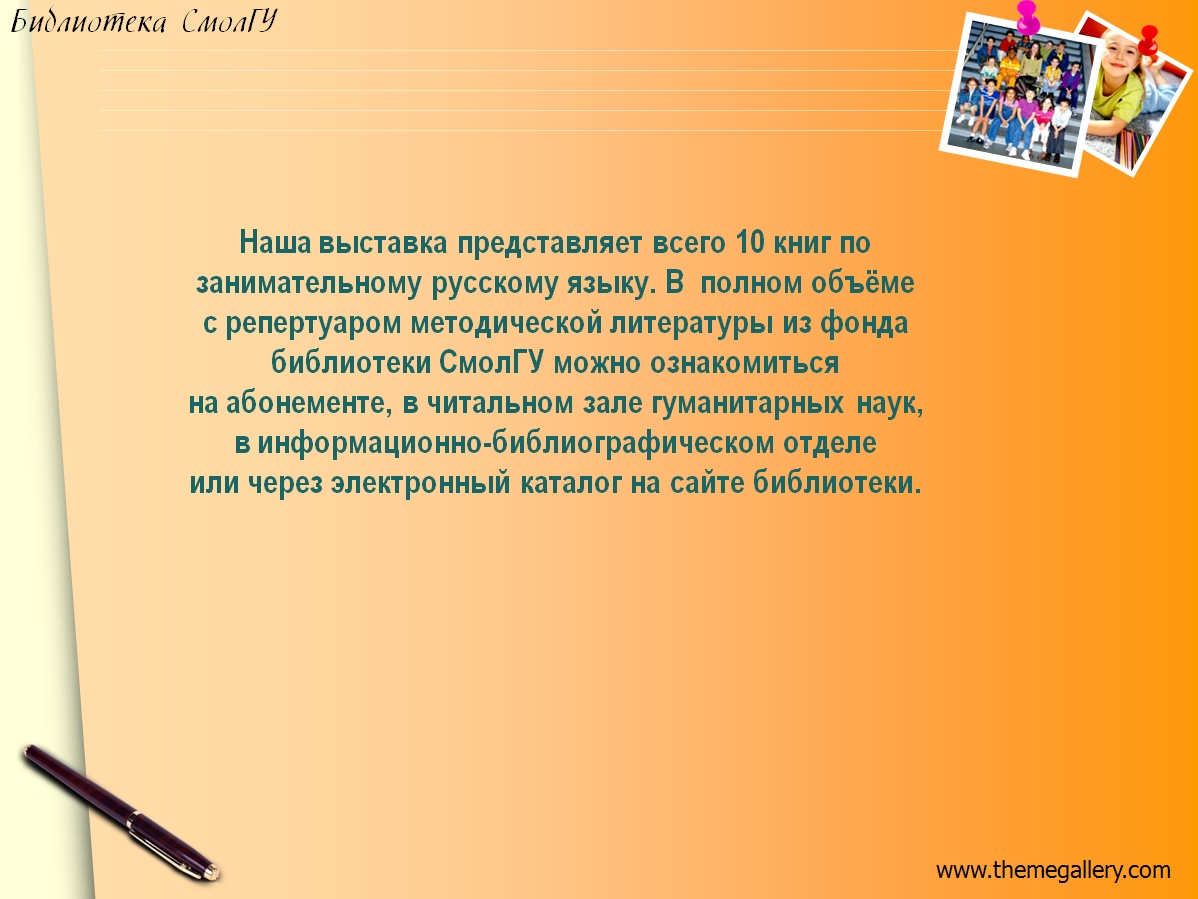 Библиотека СмолГУ
Наша выставка представляет всего 10 книг по
занимательному русскому языку. В полном объёме
с репертуаром методической литературы из фонда
библиотеки СмолГУ можно ознакомиться
на абонементе, в читальном зале гуманитарных наук,
в информационно-библиографическом отделе
или через электронный каталог на сайте библиотеки.
www.themegallery.com